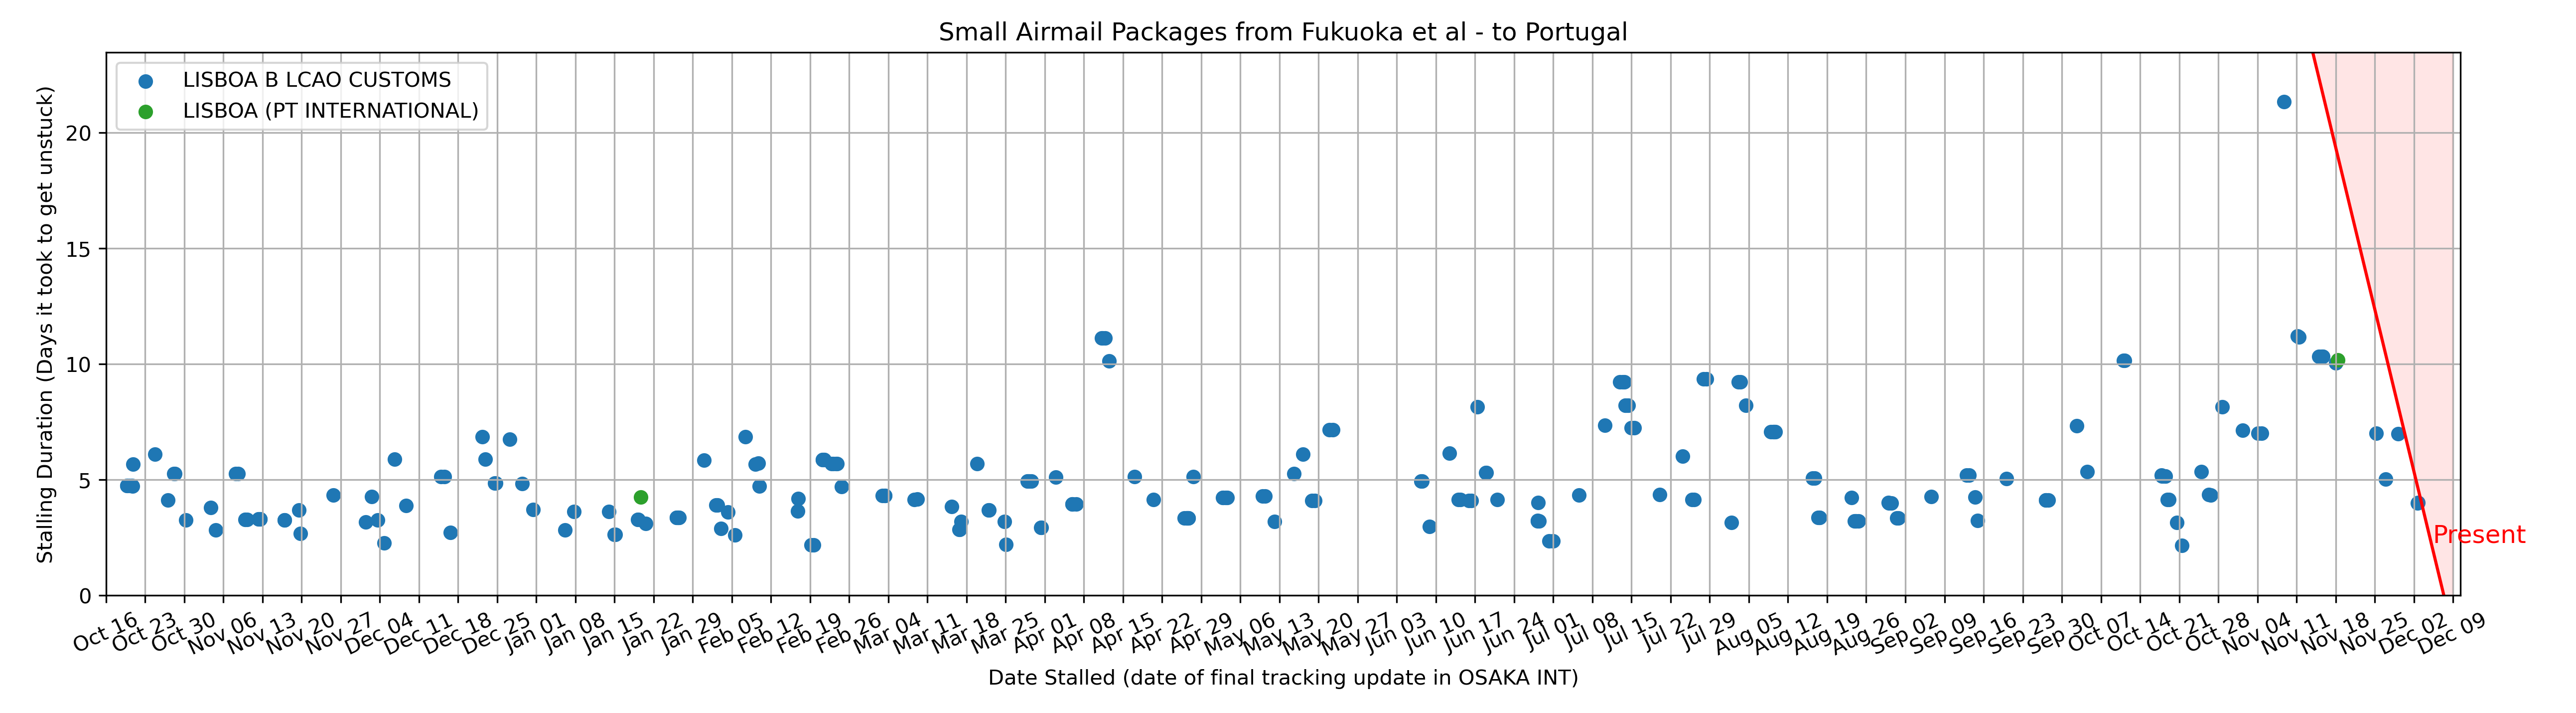 Small Airmail Packages from Fukuoka et al - to Portugal
LISBOA B LCAO CUSTOMS
LISBOA (PT INTERNATIONAL)
Stalling Duration (Days it took to get unstuck)
20
15
10
5
0
Present
Oct 16
Oct 23
Oct 30
Nov 06
Nov 13
Nov 20
Nov 27
Dec 04
Dec 11
Dec 18
Dec 25
Jan 01
Jan 08
Jan 15
Jan 22
Jan 29
Feb 05
Feb 12
Feb 19
Feb 26
Mar 04
Mar 11
Mar 18
Mar 25
Apr 01
Apr 08
Apr 15
Apr 22
Apr 29
May 06
May 13
May 20
May 27
Jun 03
Jun 10
Jun 17
Jun 24
Jul 01
Jul 08
Jul 15
Jul 22
Jul 29
Aug 05
Aug 12
Aug 19
Aug 26
Sep 02
Sep 09
Sep 16
Sep 23
Sep 30
Oct 07
Oct 14
Oct 21
Oct 28
Nov 04
Nov 11
Nov 18
Nov 25
Dec 02
Dec 09
Date Stalled (date of final tracking update in OSAKA INT)